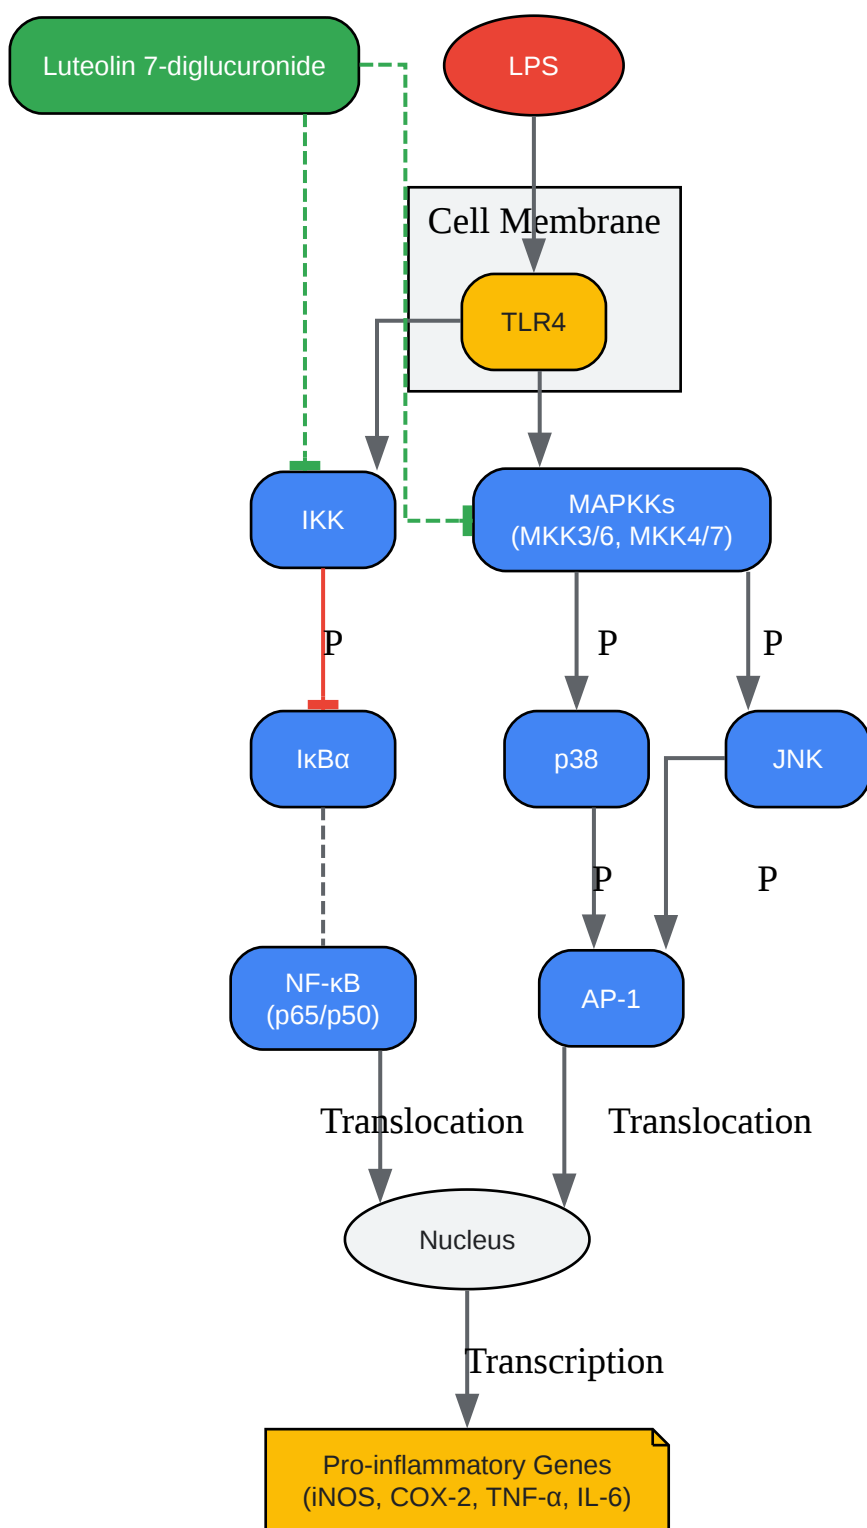 Luteolin 7-diglucuronide
LPS
Cell Membrane
TLR4
IKK
MAPKKs
(MKK3/6, MKK4/7)
P
P
P
IκBα
p38
JNK
P
P
NF-κB
(p65/p50)
AP-1
Translocation
Translocation
Nucleus
Transcription
Pro-inflammatory Genes
(iNOS, COX-2, TNF-α, IL-6)